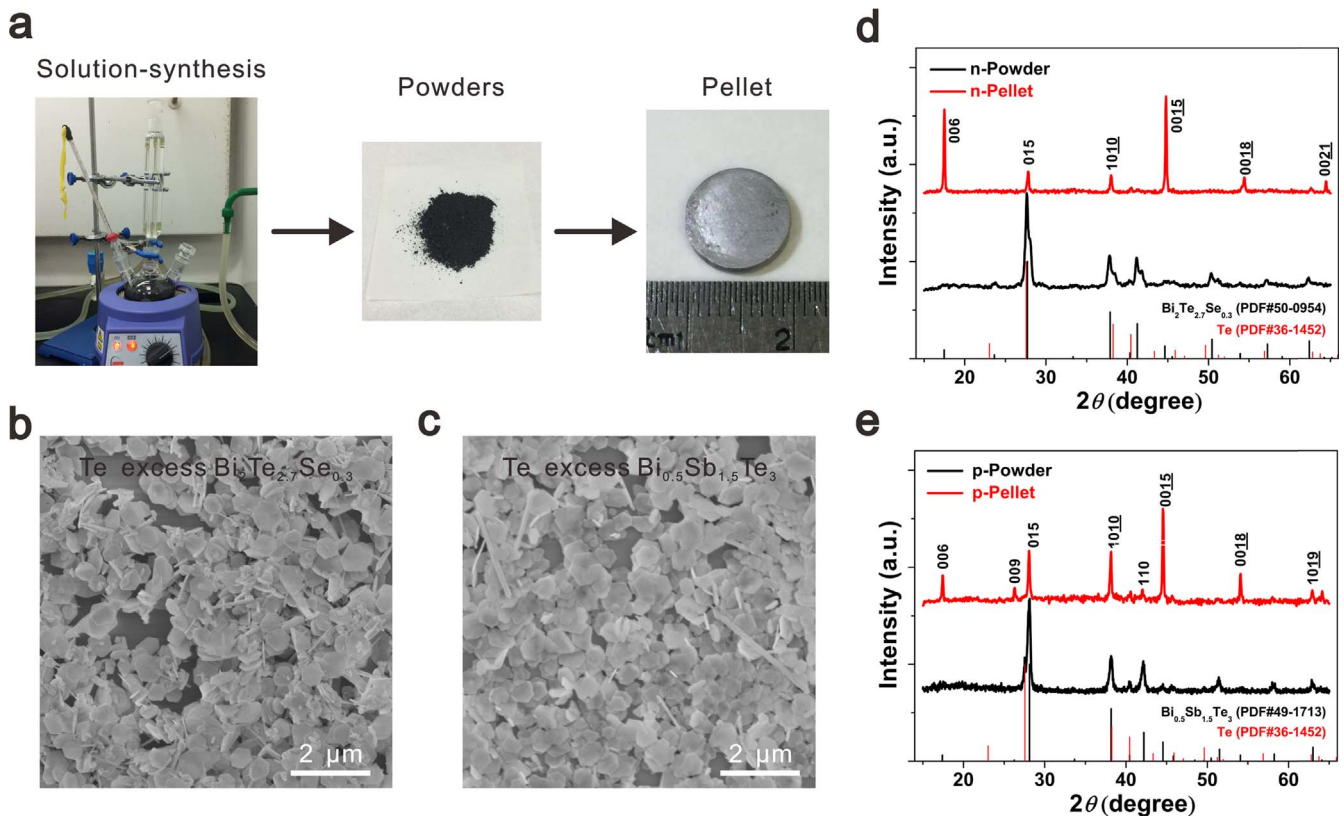 a
Solution-synthesis
Powders
Pellet
cm1 2
b
Te excess Bi₂Te₂.₇Se₀.₃
2 μm
c
Te excess Bi₀.₅Sb₁.₅Te₃
2 μm
d
n-Powder
n-Pellet
006
015
1010
0015
0018
0021
Intensity (a.u.)
Bi₂Te₂.₇Se₀.₃ (PDF#50-0954)
Te (PDF#36-1452)
20 30 40 50 60
2θ (degree)
e
p-Powder
p-Pellet
006
009
015
1010
110
0015
0018
1019
Intensity (a.u.)
Bi₀.₅Sb₁.₅Te₃ (PDF#49-1713)
Te (PDF#36-1452)
20 30 40 50 60
2θ (degree)